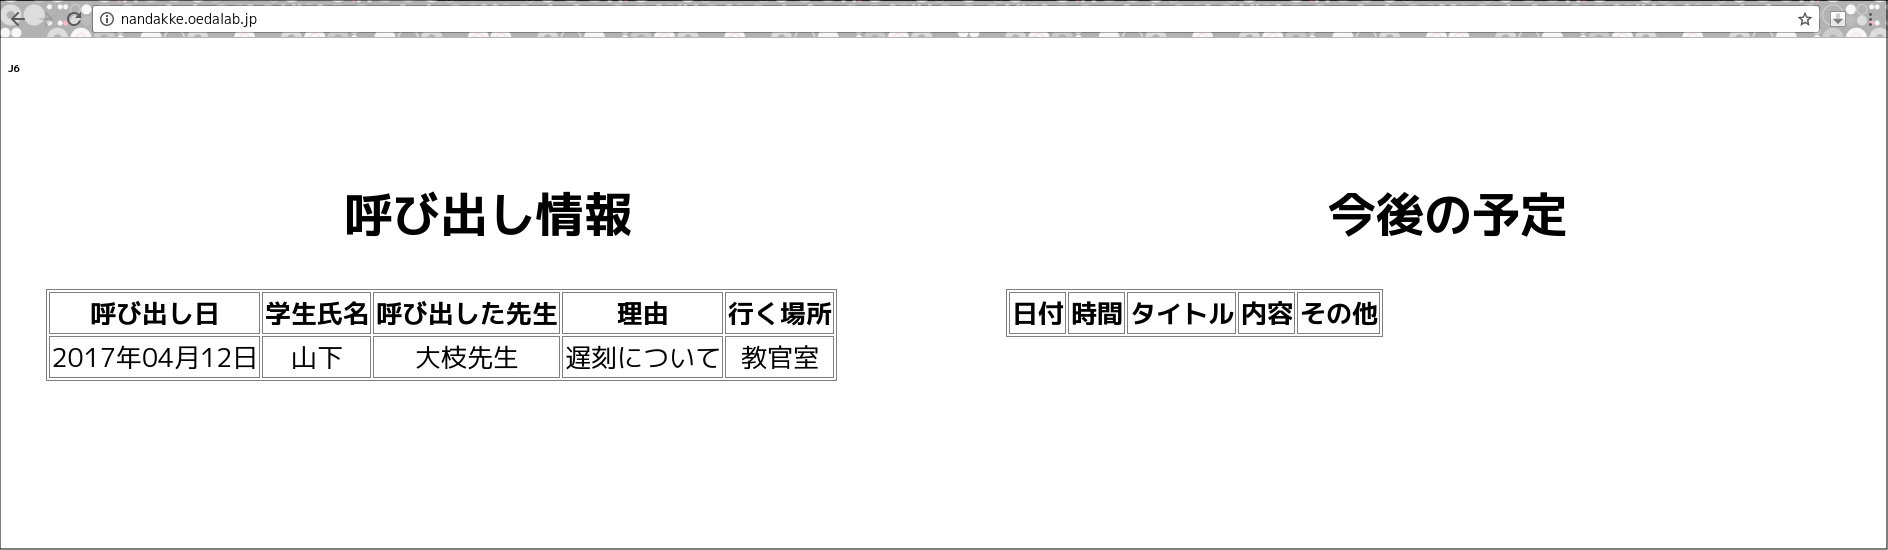 nandakke.oedalab.jp
J6
呼び出し情報
呼び出し日 学生氏名 呼び出した先生 理由 行く場所
2017年04月12日 山下 大枝先生 遅刻について 教官室
今後の予定
日付 時間 タイトル 内容 その他